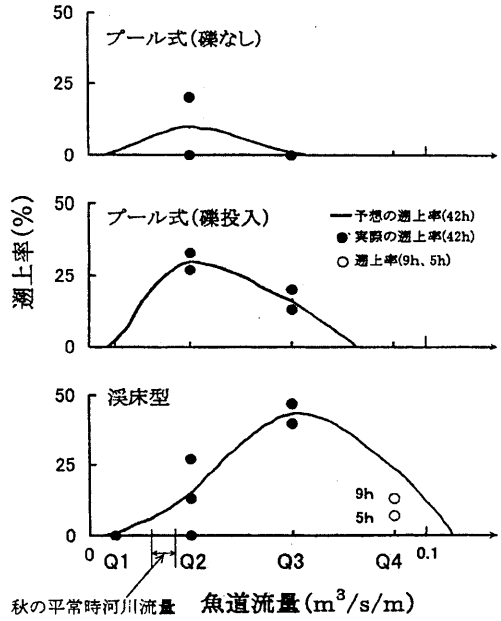 50
プール式(礫なし)
25
0
50
プール式(礫投入)
25
0
予想の遡上率(42h)
実際の遡上率(42h)
遡上率(9h、5h)
遡上率(%)
50
渓床型
25
0
9h
5h
0 Q1 Q2 Q3 Q4 0.1
秋の平常時河川流量 魚道流量(m³/s/m)